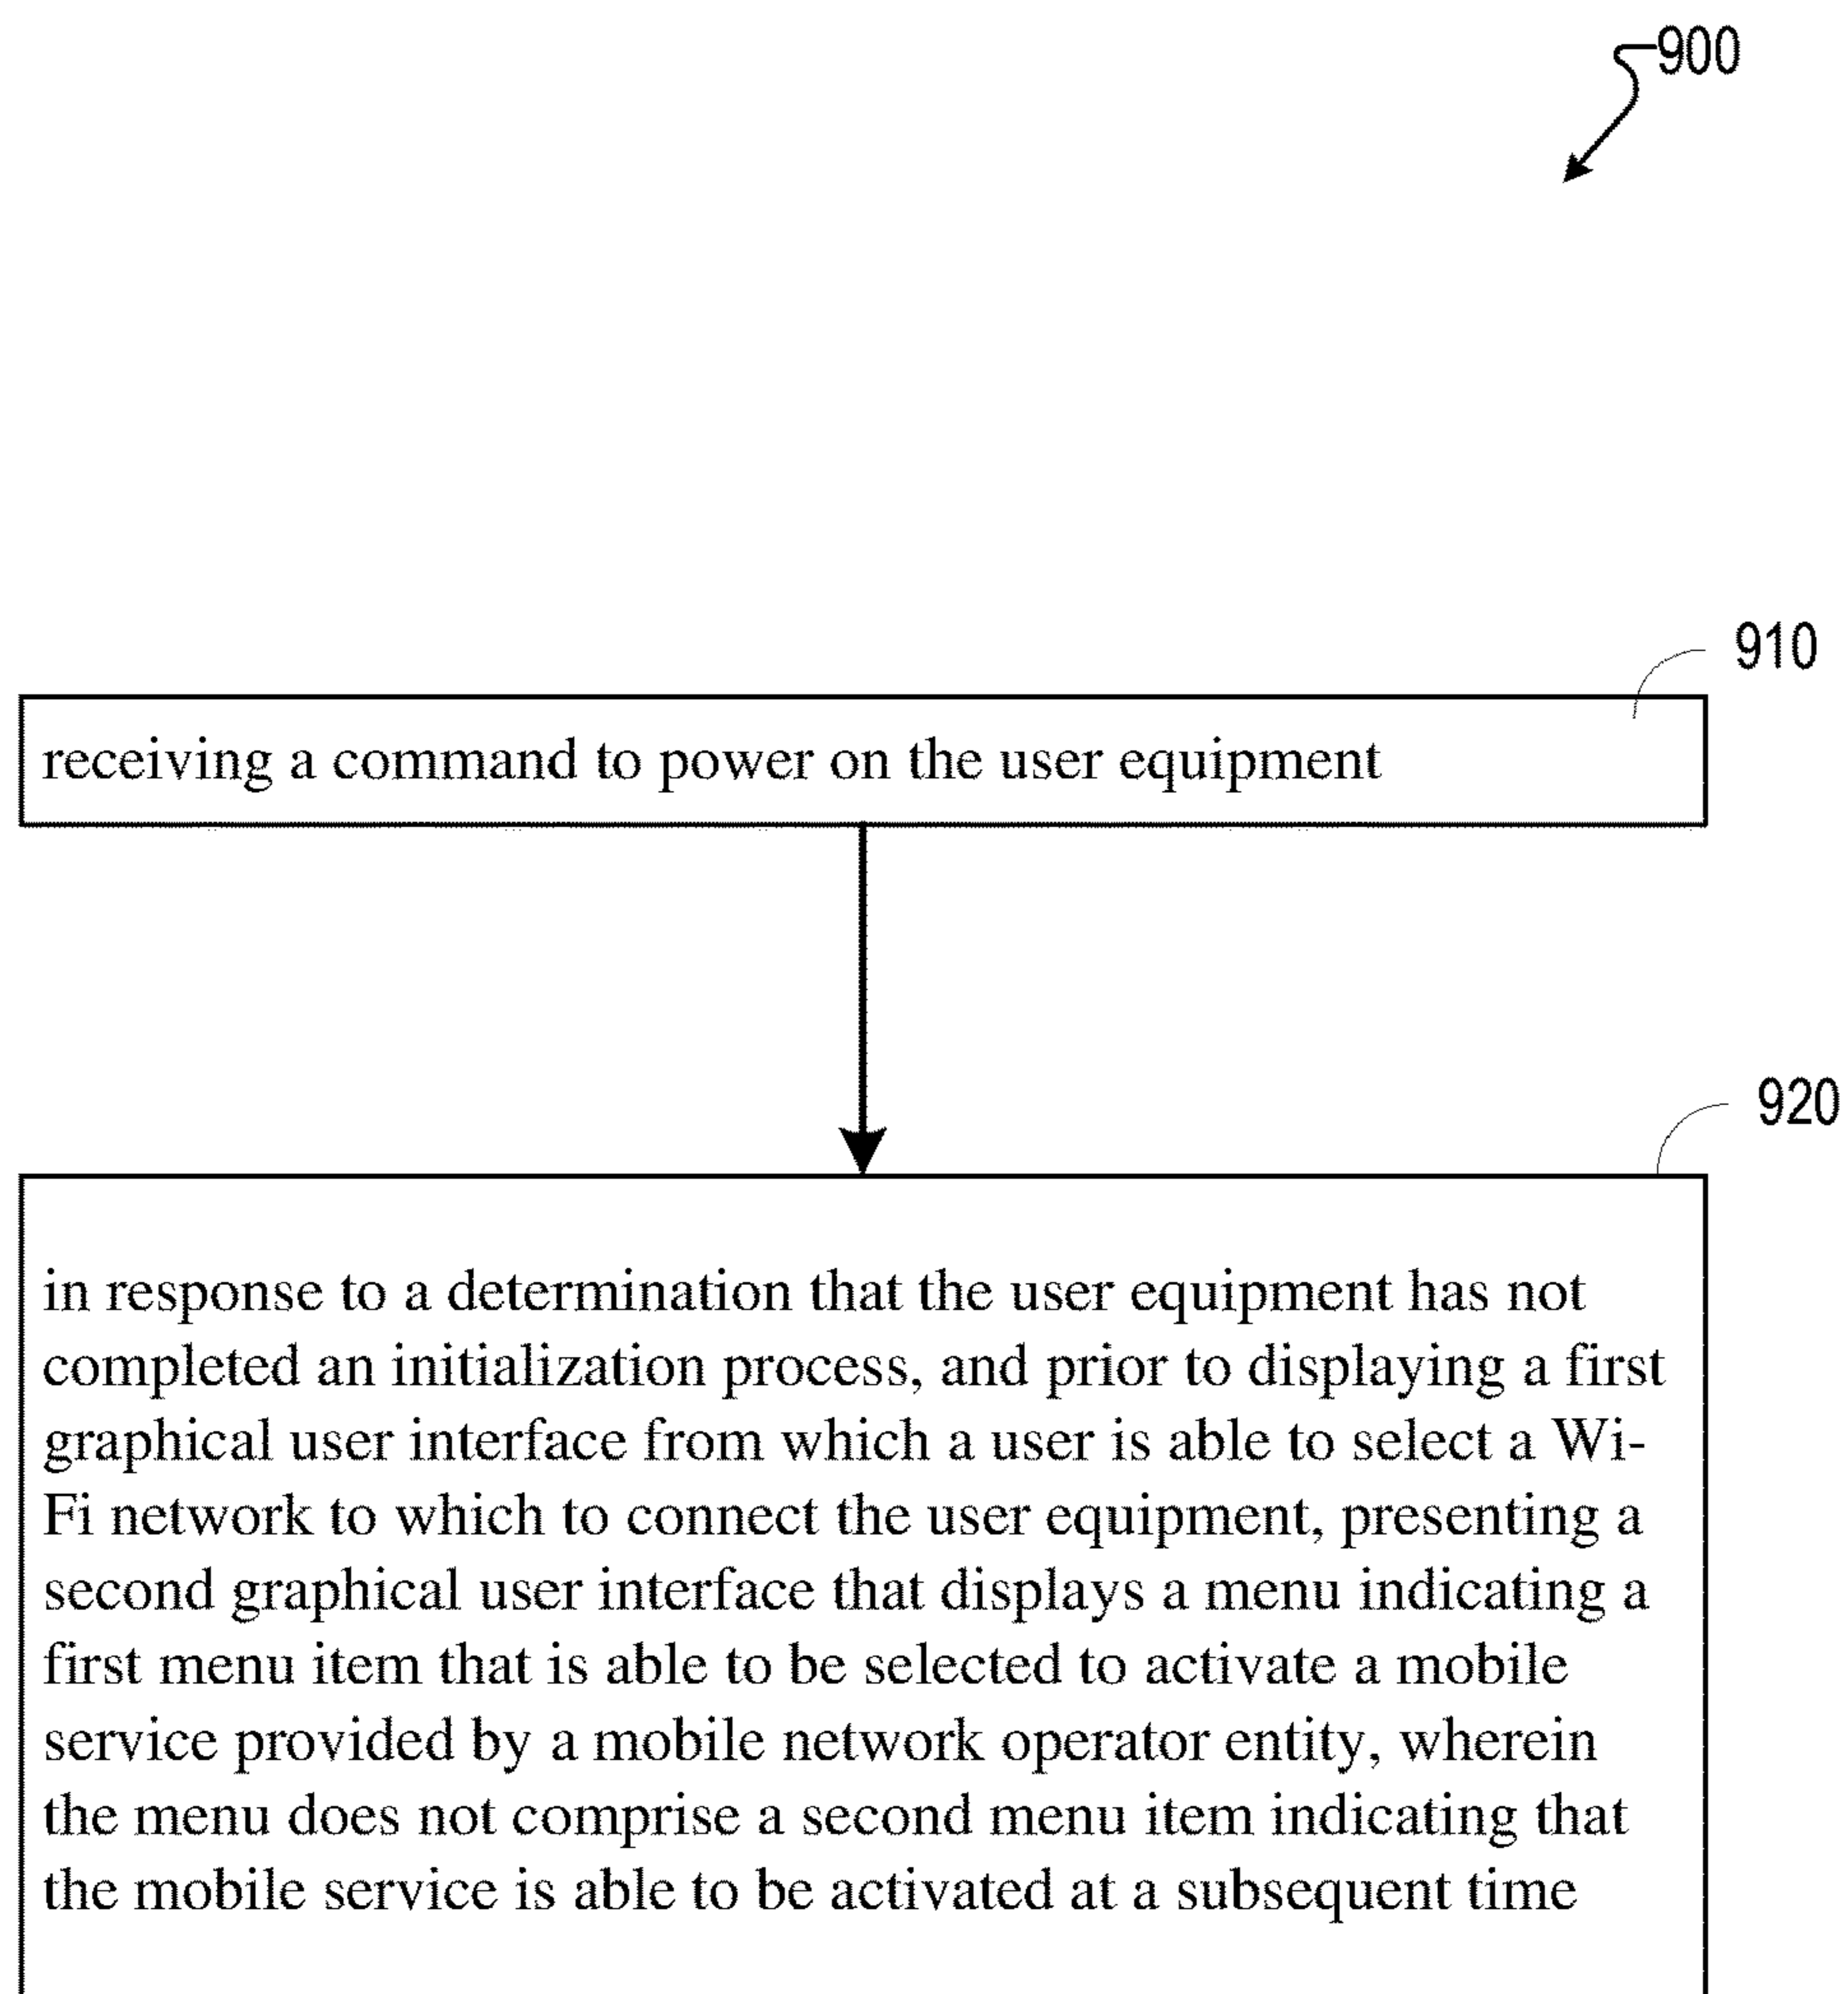 900
910
receiving a command to power on the user equipment
920
in response to a determination that the user equipment has not
completed an initialization process, and prior to displaying a first
graphical user interface from which a user is able to select a Wi-
Fi network to which to connect the user equipment, presenting a
second graphical user interface that displays a menu indicating a
first menu item that is able to be selected to activate a mobile
service provided by a mobile network operator entity, wherein
the menu does not comprise a second menu item indicating that
the mobile service is able to be activated at a subsequent time